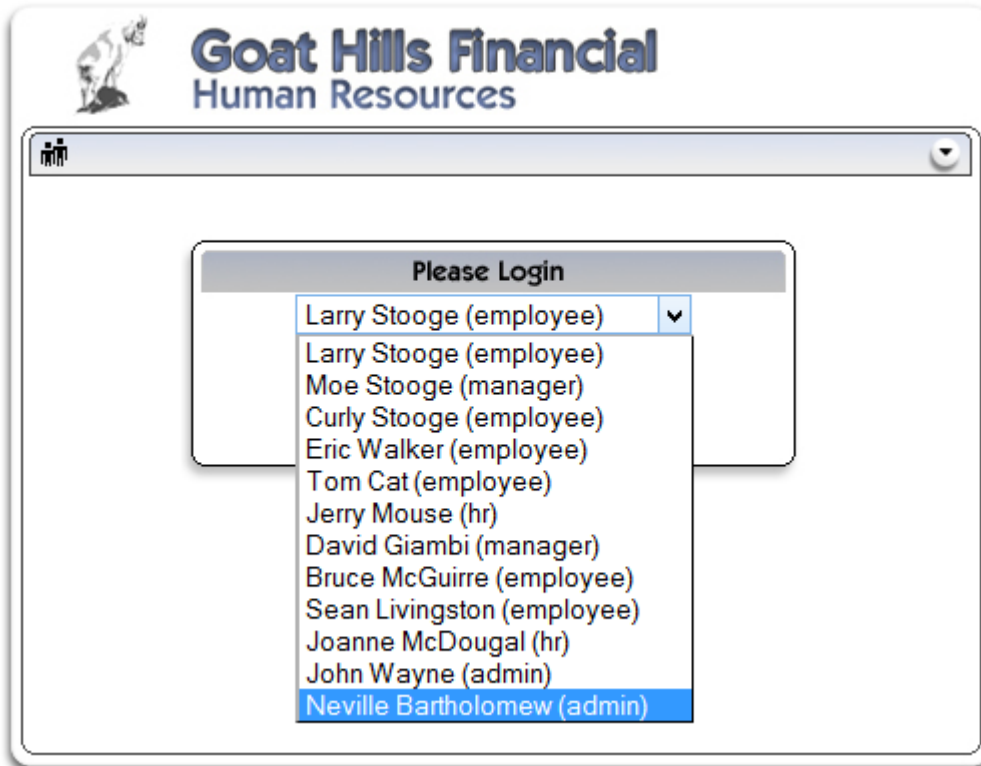 Goat Hills Financial
Human Resources
Please Login
Larry Stooge (employee)
Larry Stooge (employee)
Moe Stooge (manager)
Curly Stooge (employee)
Eric Walker (employee)
Tom Cat (employee)
Jerry Mouse (hr)
David Giambi (manager)
Bruce McGuirre (employee)
Sean Livingston (employee)
Joanne McDougal (hr)
John Wayne (admin)
Neville Bartholomew (admin)